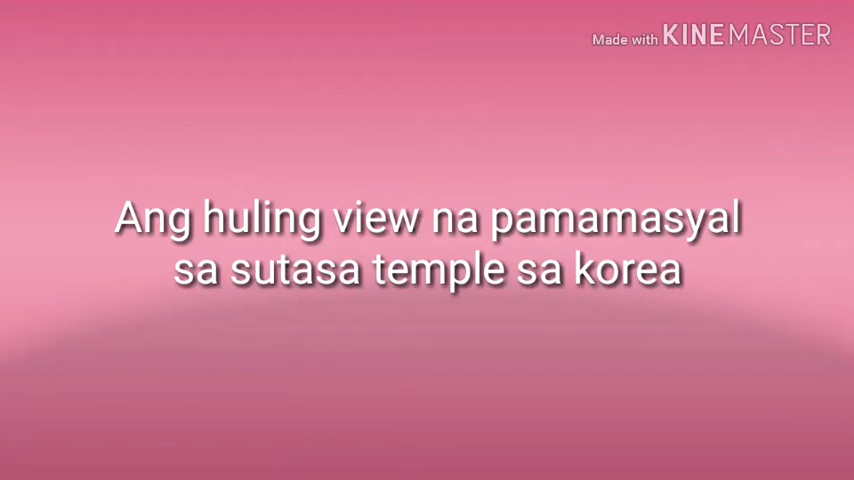 Made with KINEMASTER
Ang huling view na pamamasyal
sa sutasa temple sa korea